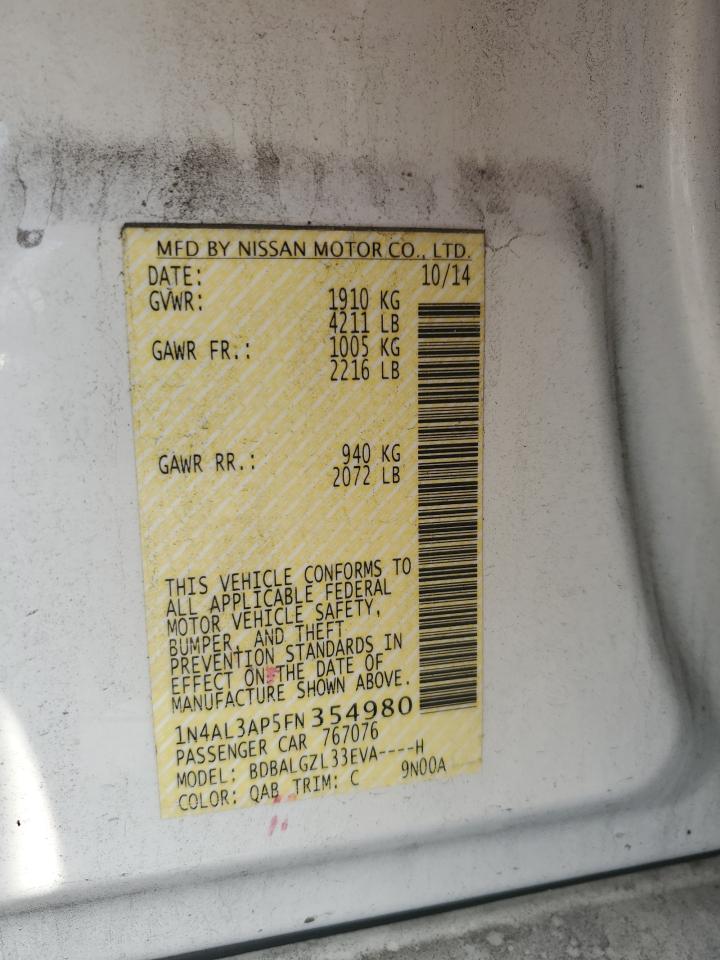 MFD BY NISSAN MOTOR CO., LTD.
DATE: 10/14
GVWR: 1910 KG
4211 LB
GAWR FR.: 1005 KG
2216 LB
GAWR RR.: 940 KG
2072 LB
THIS VEHICLE CONFORMS TO
ALL APPLICABLE FEDERAL
MOTOR VEHICLE SAFETY,
BUMPER, AND THEFT
PREVENTION STANDARDS IN
EFFECT ON THE DATE OF
MANUFACTURE SHOWN ABOVE.
1N4AL3AP5FN354980
PASSENGER CAR 767076
MODEL: BDBALGZL33EVA----H
COLOR: QAB TRIM: C 9N00A